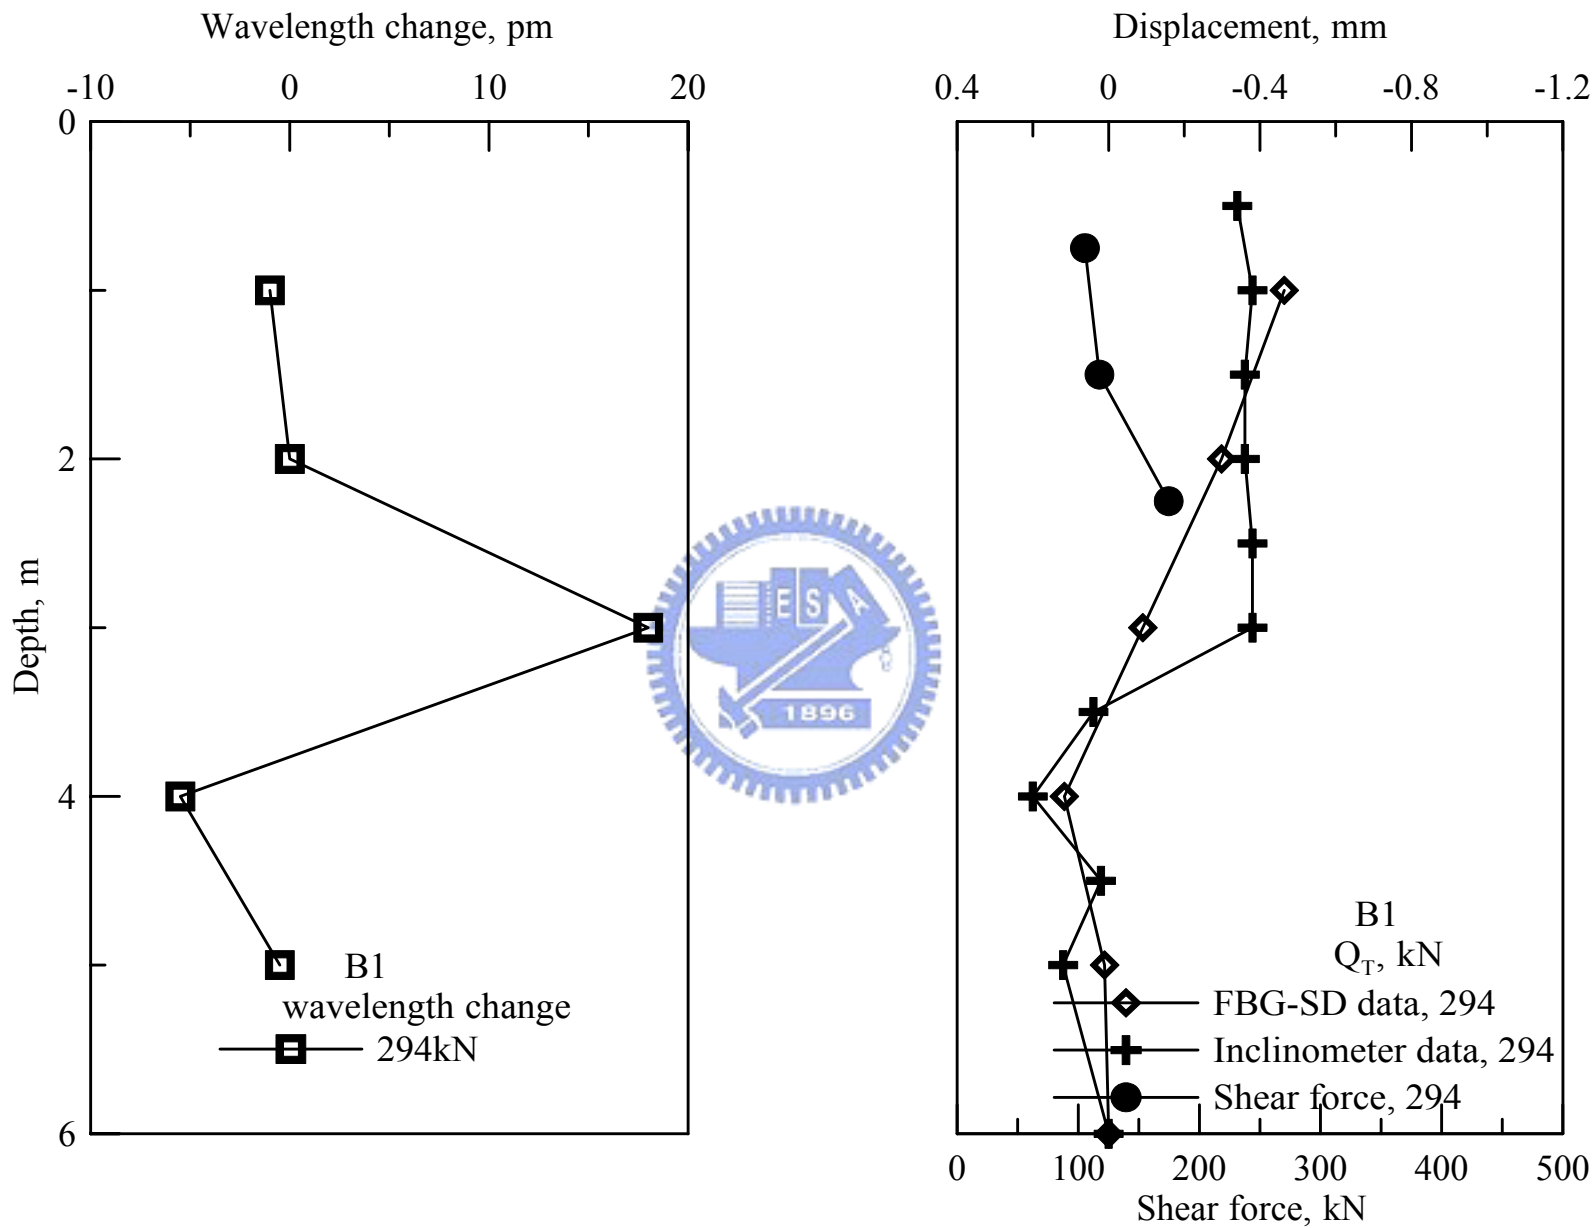 Wavelength change, pm
-10 0 10 20
0
2
4
6
Depth, m
B1
wavelength change
294kN
Displacement, mm
0.4 0 -0.4 -0.8 -1.2
B1
Q_T, kN
FBG-SD data, 294
Inclinometer data, 294
Shear force, 294
0 100 200 300 400 500
Shear force, kN
E S A
1896